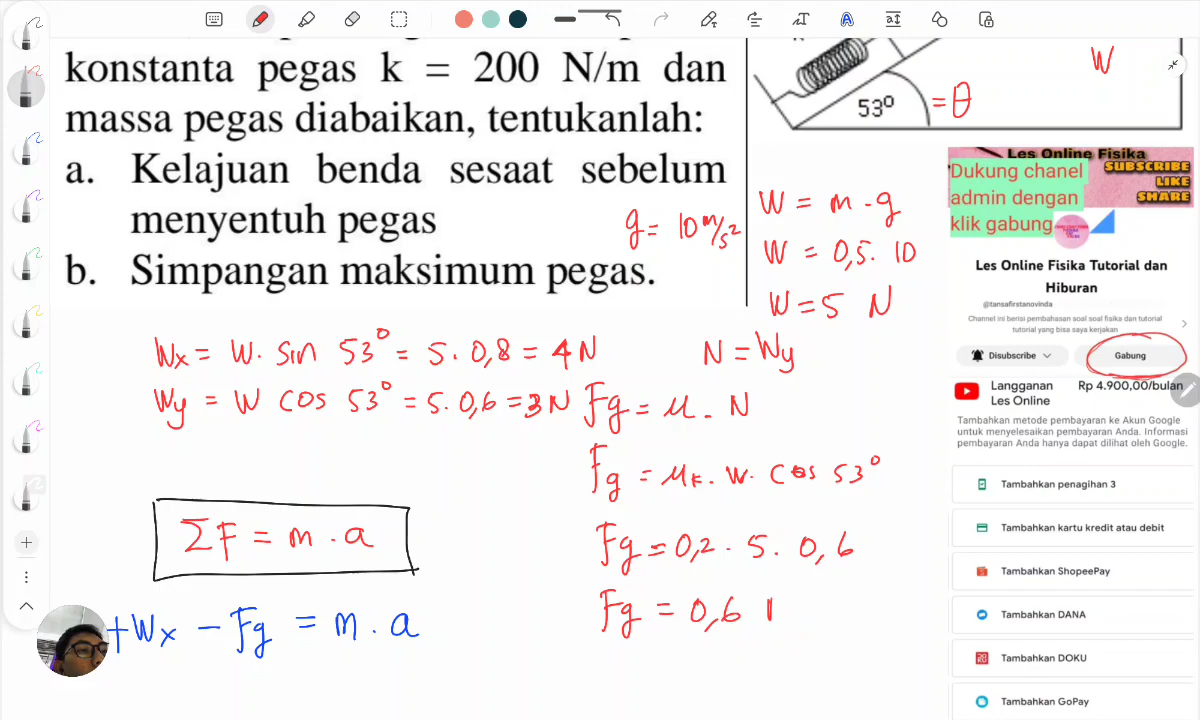 konstanta pegas k = 200 N/m dan
massa pegas diabaikan, tentukanlah:
a. Kelajuan benda sesaat sebelum
menyentuh pegas
b. Simpangan maksimum pegas.
53⁰ = θ
W
g = 10 m/s²
W = m . g
W = 0,5 . 10
W = 5 N
Wx = W . sin 53⁰ = 5 . 0,8 = 4 N
Wy = W cos 53⁰ = 5 . 0,6 = 3 N
N = Wy
Fg = μ . N
Fg = μk . W . cos 53⁰
Fg = 0,2 . 5 . 0,6
Fg = 0,6
ΣF = m . a
+Wx - Fg = m . a
Les Online Fisika
SUBSCRIBE
LIKE
SHARE
Dukung chanel
admin dengan
klik gabung
Les Online Fisika Tutorial dan
Hiburan
@tansafirstanovinda
Channel ini berisi pembahasan soal soal fisika dan tutorial
tutorial yang bisa saya kerjakan
Disubscribe
Gabung
Langganan
Les Online
Rp 4.900,00/bulan
Tambahkan metode pembayaran ke Akun Google
untuk menyelesaikan pembayaran Anda. Informasi
pembayaran Anda hanya dapat dilihat oleh Google.
Tambahkan penagihan 3
Tambahkan kartu kredit atau debit
Tambahkan ShopeePay
Tambahkan DANA
Tambahkan DOKU
Tambahkan GoPay